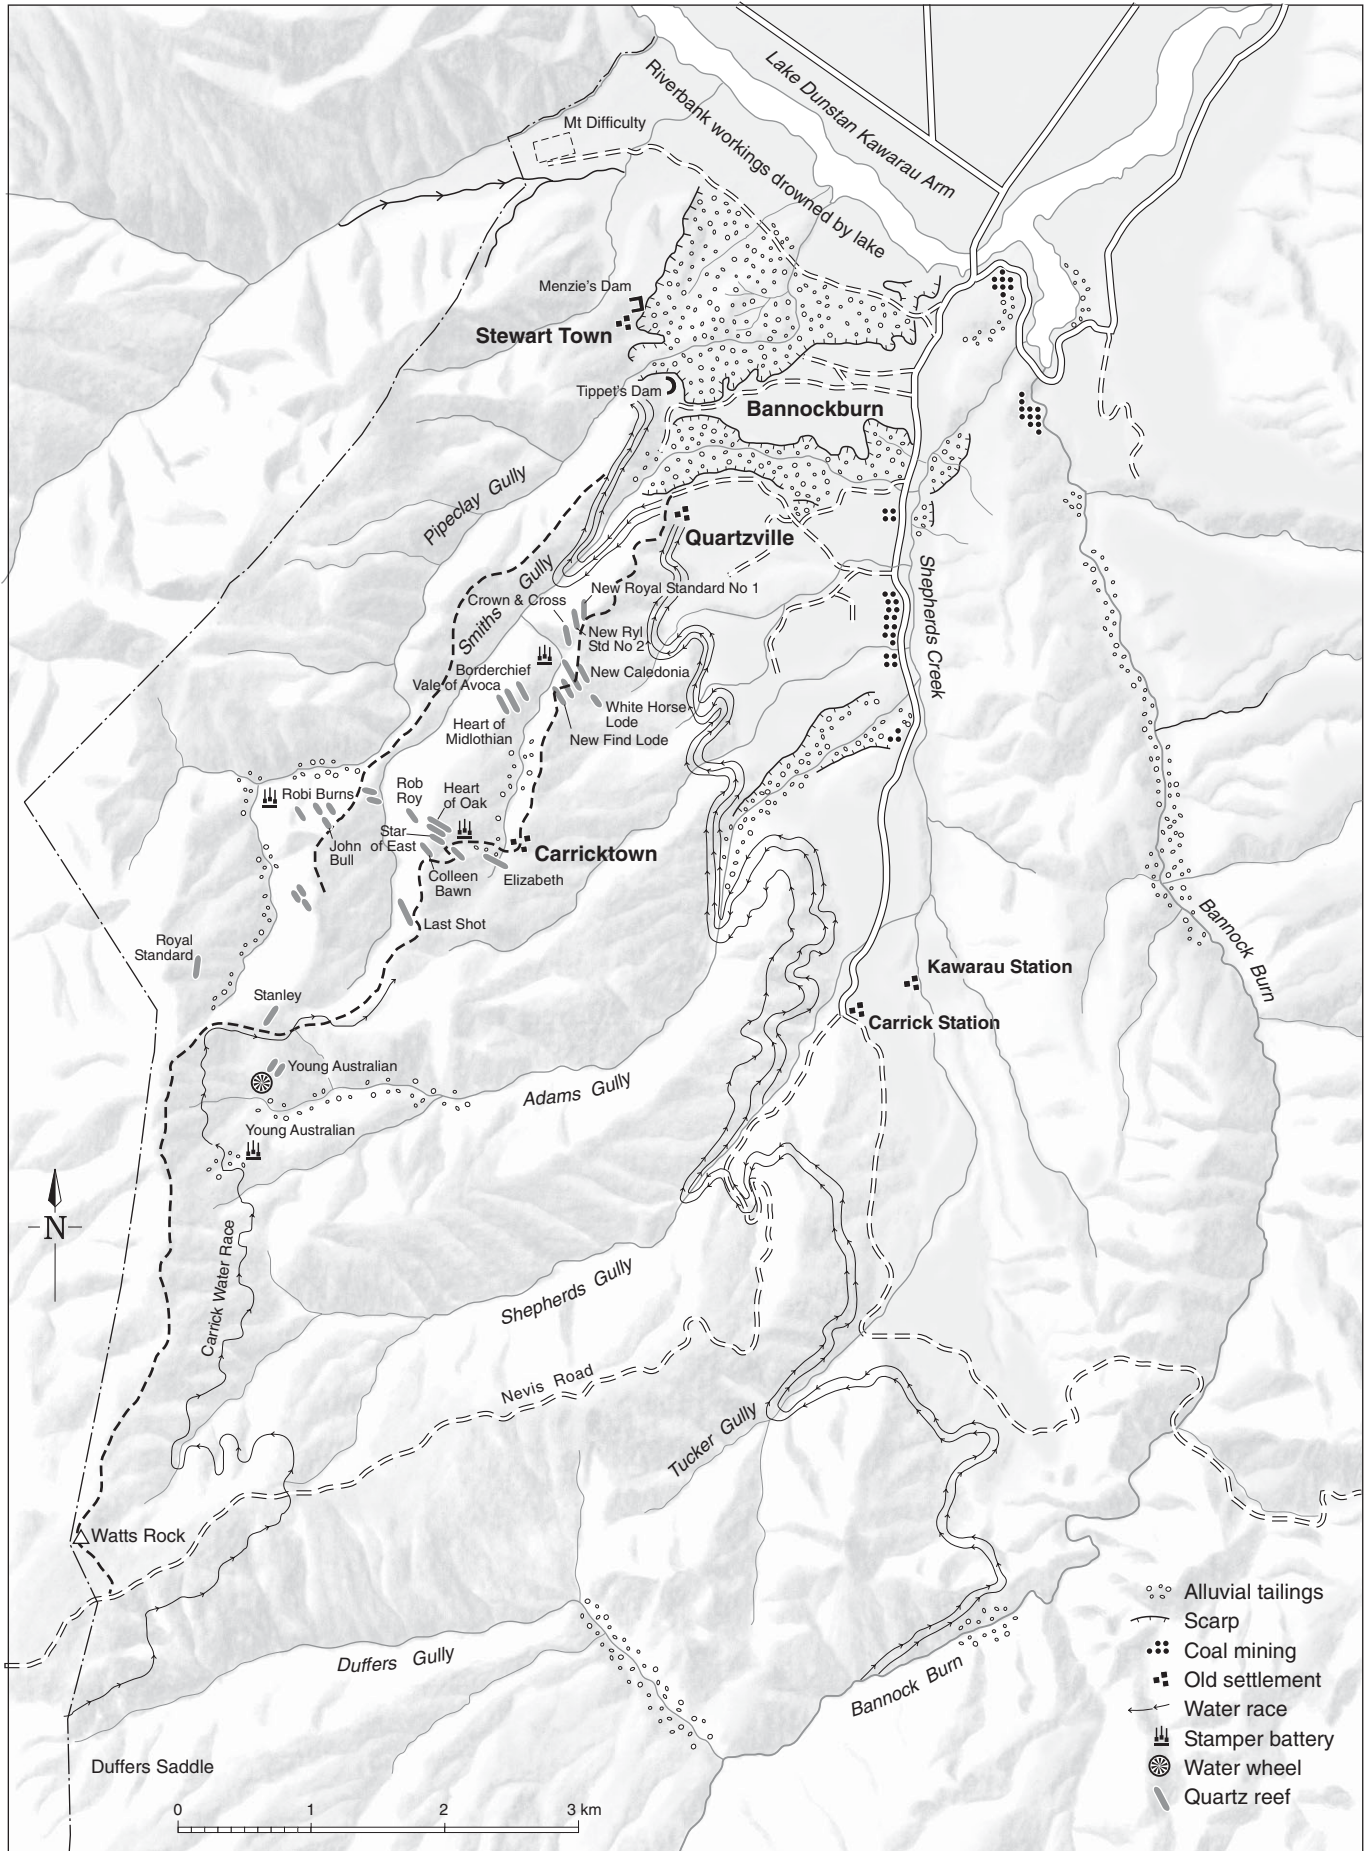 Lake Dunstan Kawarau Arm
Riverbank workings drowned by lake
Mt Difficulty
Menzie's Dam
Stewart Town
Tippet's Dam
Bannockburn
Pipeclay Gully
Quartzville
Smiths Gully
Shepherds Creek
New Royal Standard No 1
Crown & Cross
New Ryl
Std No 2
Borderchief
New Caledonia
Vale of Avoca
White Horse
Lode
Heart of
Midlothian
New Find Lode
Robi Burns
Rob
Roy
Heart
of Oak
Star
of East
John
Bull
Carricktown
Colleen
Bawn
Elizabeth
Last Shot
Bannock Burn
Royal
Standard
Kawarau Station
Stanley
Carrick Station
Young Australian
Adams Gully
Young Australian
N
Carrick Water Race
Shepherds Gully
Nevis Road
Tucker Gully
Watts Rock
Duffers Gully
Bannock Burn
Duffers Saddle
0 1 2 3 km
Alluvial tailings
Scarp
Coal mining
Old settlement
Water race
Stamper battery
Water wheel
Quartz reef